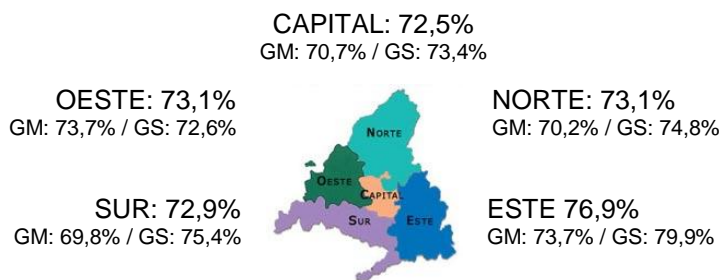 CAPITAL: 72,5%
GM: 70,7% / GS: 73,4%
OESTE: 73,1%
GM: 73,7% / GS: 72,6%
NORTE: 73,1%
GM: 70,2% / GS: 74,8%
NORTE
OESTE
CAPITAL
SUR
ESTE
SUR: 72,9%
GM: 69,8% / GS: 75,4%
ESTE 76,9%
GM: 73,7% / GS: 79,9%